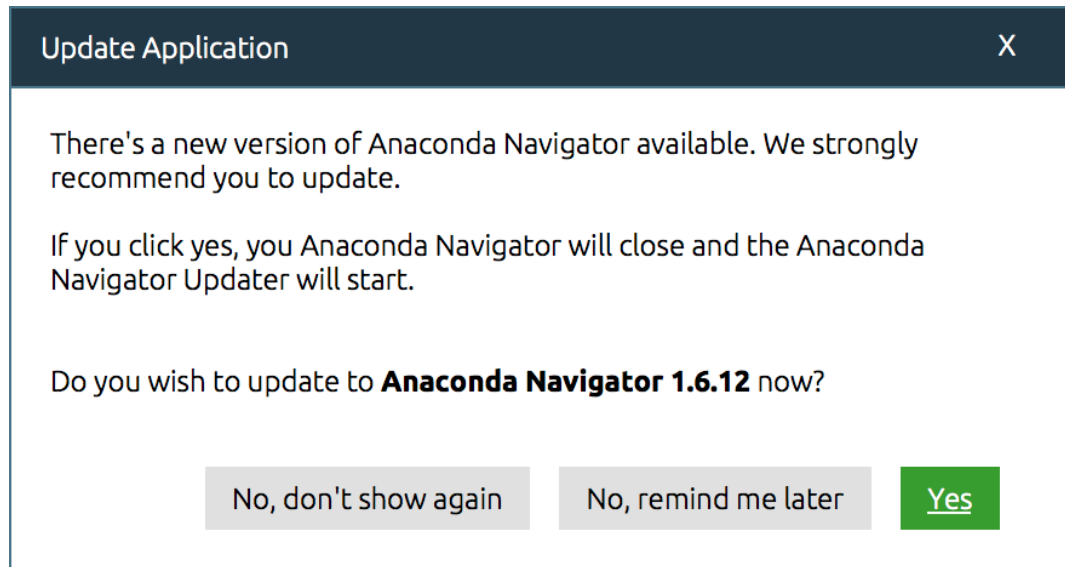 Update Application X
There's a new version of Anaconda Navigator available. We strongly
recommend you to update.
If you click yes, you Anaconda Navigator will close and the Anaconda
Navigator Updater will start.
Do you wish to update to Anaconda Navigator 1.6.12 now?
No, don't show again No, remind me later Yes